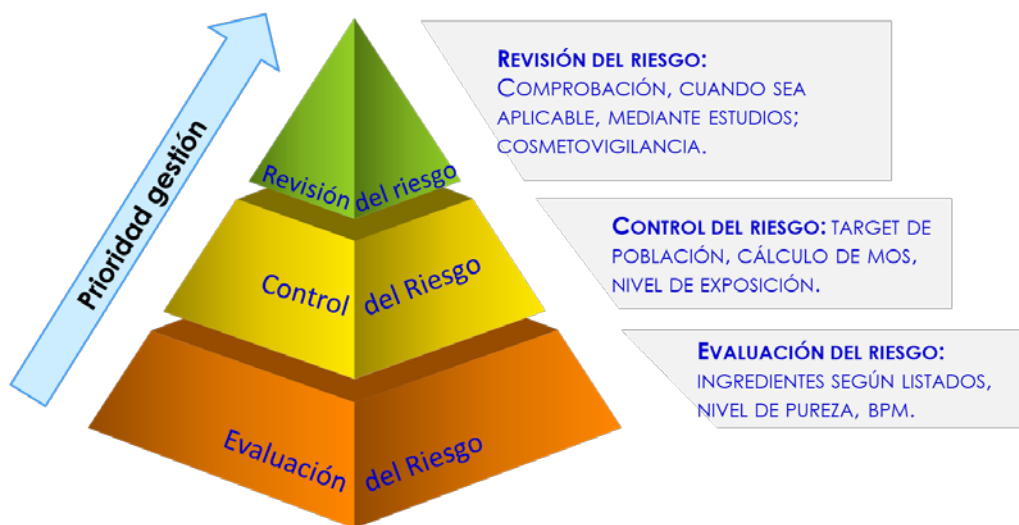 Prioridad gestión
Revisión del riesgo
Control del Riesgo
Evaluación del Riesgo
REVISIÓN DEL RIESGO:
COMPROBACIÓN, CUANDO SEA
APLICABLE, MEDIANTE ESTUDIOS;
COSMETOVIGILANCIA.
CONTROL DEL RIESGO: TARGET DE
POBLACIÓN, CÁLCULO DE MOS,
NIVEL DE EXPOSICIÓN.
EVALUACIÓN DEL RIESGO:
INGREDIENTES SEGÚN LISTADOS,
NIVEL DE PUREZA, BPM.